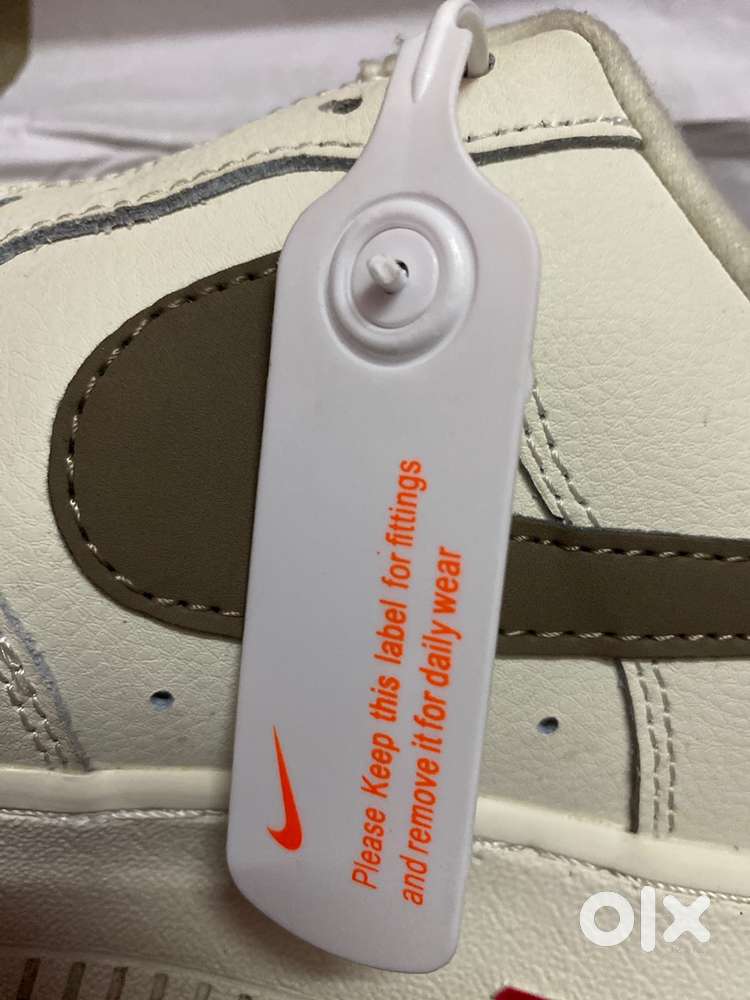 Please Keep this label for fittings
and remove it for daily wear
olx